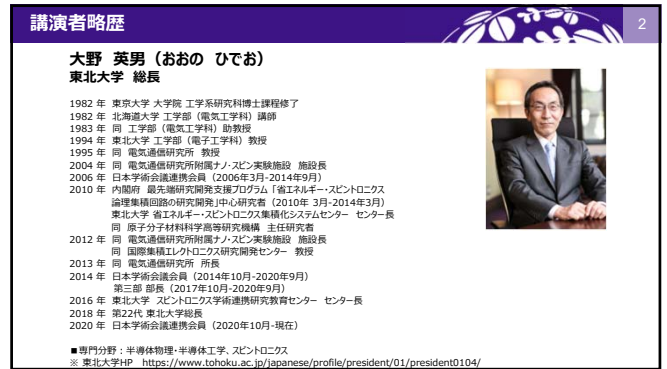 講演者略歴
2
大野 英男（おおの ひでお）
東北大学 総長
1982 年 東京大学 大学院 工学系研究科博士課程修了
1982 年 北海道大学 工学部（電気工学科）講師
1983 年 同 工学部（電気工学科）助教授
1994 年 東北大学 工学部（電子工学科）教授
1995 年 同 電気通信研究所 教授
2004 年 同 電気通信研究所附属ナノ・スピン実験施設 施設長
2006 年 日本学術会議連携会員（2006年3月-2014年9月）
2010 年 内閣府 最先端研究開発支援プログラム「省エネルギー・スピントロニクス
論理集積回路の研究開発」中心研究者（2010年 3月-2014年3月）
東北大学 省エネルギー・スピントロニクス集積化システムセンター センター長
同 原子分子材料科学高等研究機構 主任研究者
2012 年 同 電気通信研究所附属ナノ・スピン実験施設 施設長
同 国際集積エレクトロニクス研究開発センター 教授
2013 年 同 電気通信研究所 所長
2014 年 日本学術会議会員（2014年10月-2020年9月）
第三部 部長（2017年10月-2020年9月）
2016 年 東北大学 スピントロニクス学術連携研究教育センター センター長
2018 年 第22代 東北大学総長
2020 年 日本学術会議連携会員（2020年10月-現在）
■専門分野：半導体物理・半導体工学、スピントロニクス
※ 東北大学HP https://www.tohoku.ac.jp/japanese/profile/president/01/president0104/